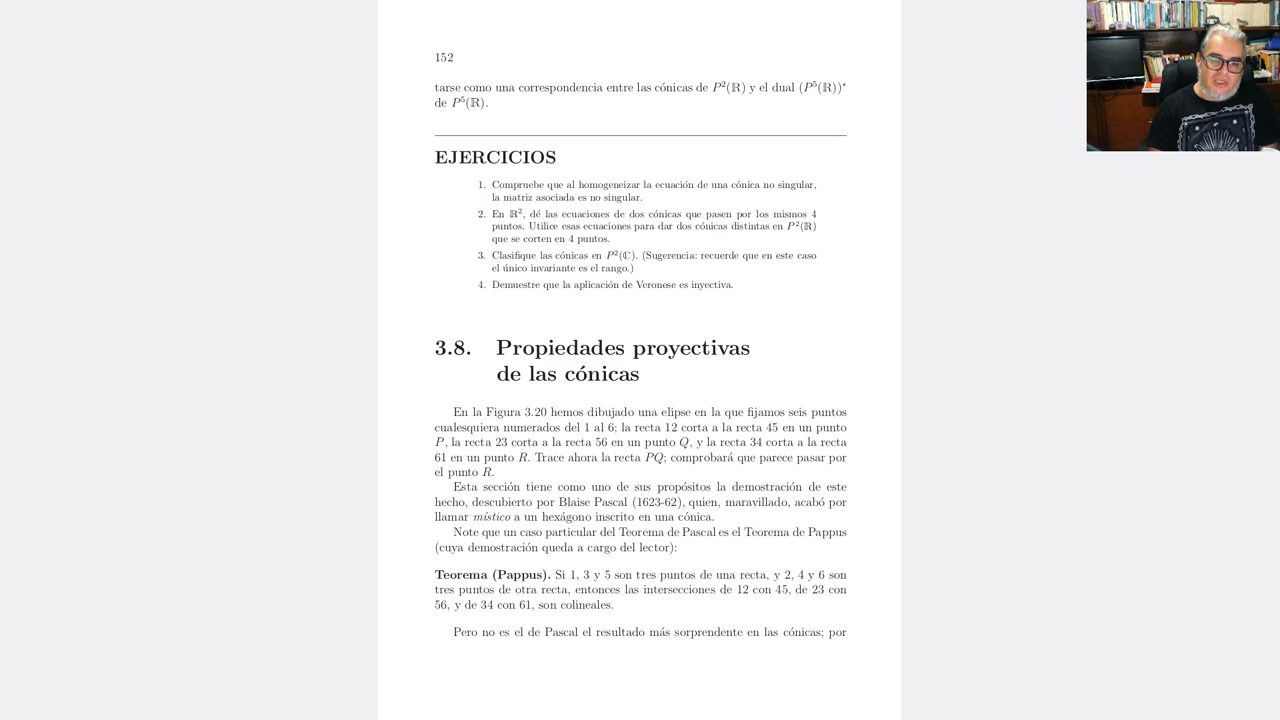 152
tarse como una correspondencia entre las cónicas de P²(ℝ) y el dual (P⁵(ℝ))*
de P⁵(ℝ).
EJERCICIOS
1. Compruebe que al homogeneizar la ecuación de una cónica no singular,
la matriz asociada es no singular.
2. En ℝ², dé las ecuaciones de dos cónicas que pasen por los mismos 4
puntos. Utilice esas ecuaciones para dar dos cónicas distintas en P²(ℝ)
que se corten en 4 puntos.
3. Clasifique las cónicas en P²(ℂ). (Sugerencia: recuerde que en este caso
el único invariante es el rango.)
4. Demuestre que la aplicación de Veronese es inyectiva.
3.8. Propiedades proyectivas
de las cónicas
En la Figura 3.20 hemos dibujado una elipse en la que fijamos seis puntos
cualesquiera numerados del 1 al 6; la recta 12 corta a la recta 45 en un punto
P, la recta 23 corta a la recta 56 en un punto Q, y la recta 34 corta a la recta
61 en un punto R. Trace ahora la recta PQ; comprobará que parece pasar por
el punto R.
Esta sección tiene como uno de sus propósitos la demostración de este
hecho, descubierto por Blaise Pascal (1623-62), quien, maravillado, acabó por
llamar místico a un hexágono inscrito en una cónica.
Note que un caso particular del Teorema de Pascal es el Teorema de Pappus
(cuya demostración queda a cargo del lector):
Teorema (Pappus). Si 1, 3 y 5 son tres puntos de una recta, y 2, 4 y 6 son
tres puntos de otra recta, entonces las intersecciones de 12 con 45, de 23 con
56, y de 34 con 61, son colineales.
Pero no es el de Pascal el resultado más sorprendente en las cónicas; por